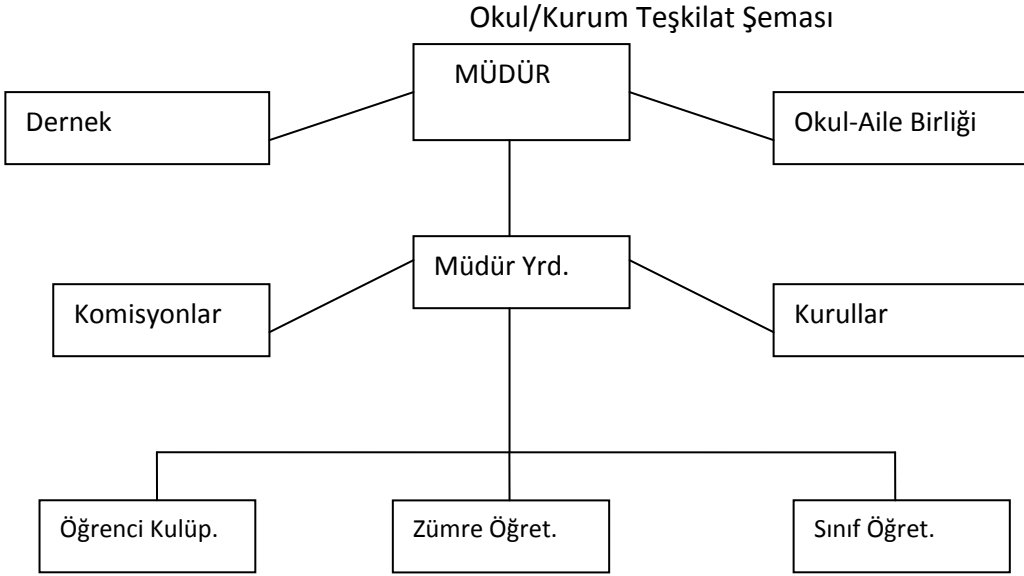 Okul/Kurum Teşkilat Şeması
MÜDÜR
Dernek
Okul-Aile Birliği
Müdür Yrd.
Komisyonlar
Kurullar
Öğrenci Kulüp.
Zümre Öğret.
Sınıf Öğret.